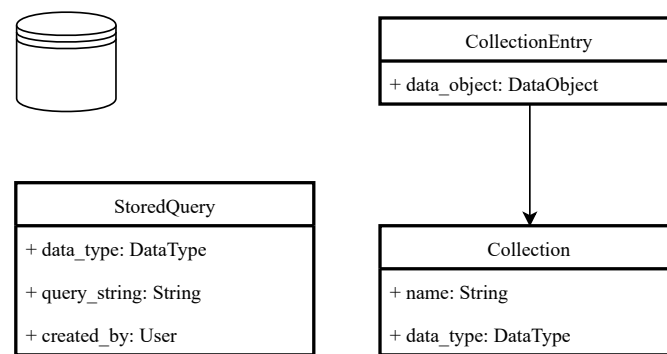 CollectionEntry
+ data_object: DataObject
StoredQuery
+ data_type: DataType
+ query_string: String
+ created_by: User
Collection
+ name: String
+ data_type: DataType